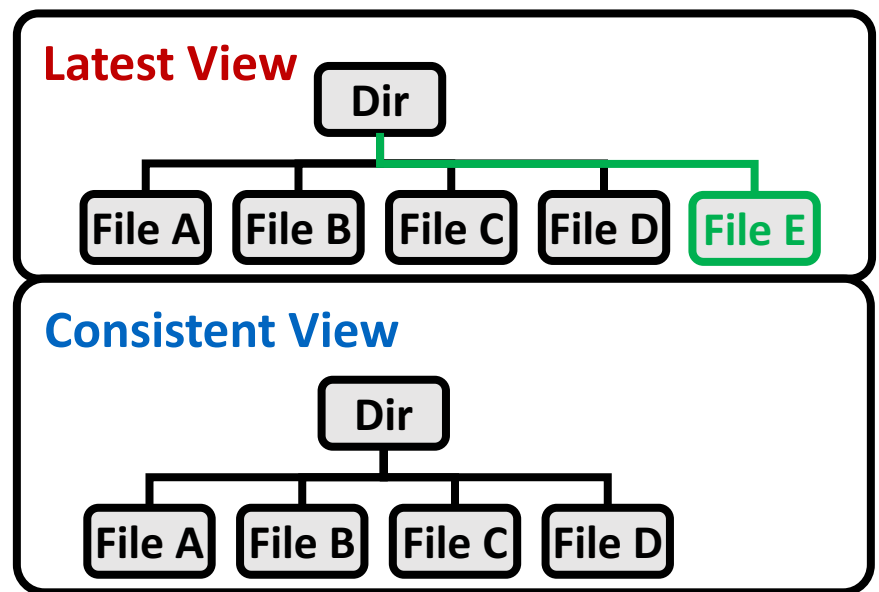 Latest View
Dir
File A File B File C File D File E
Consistent View
Dir
File A File B File C File D